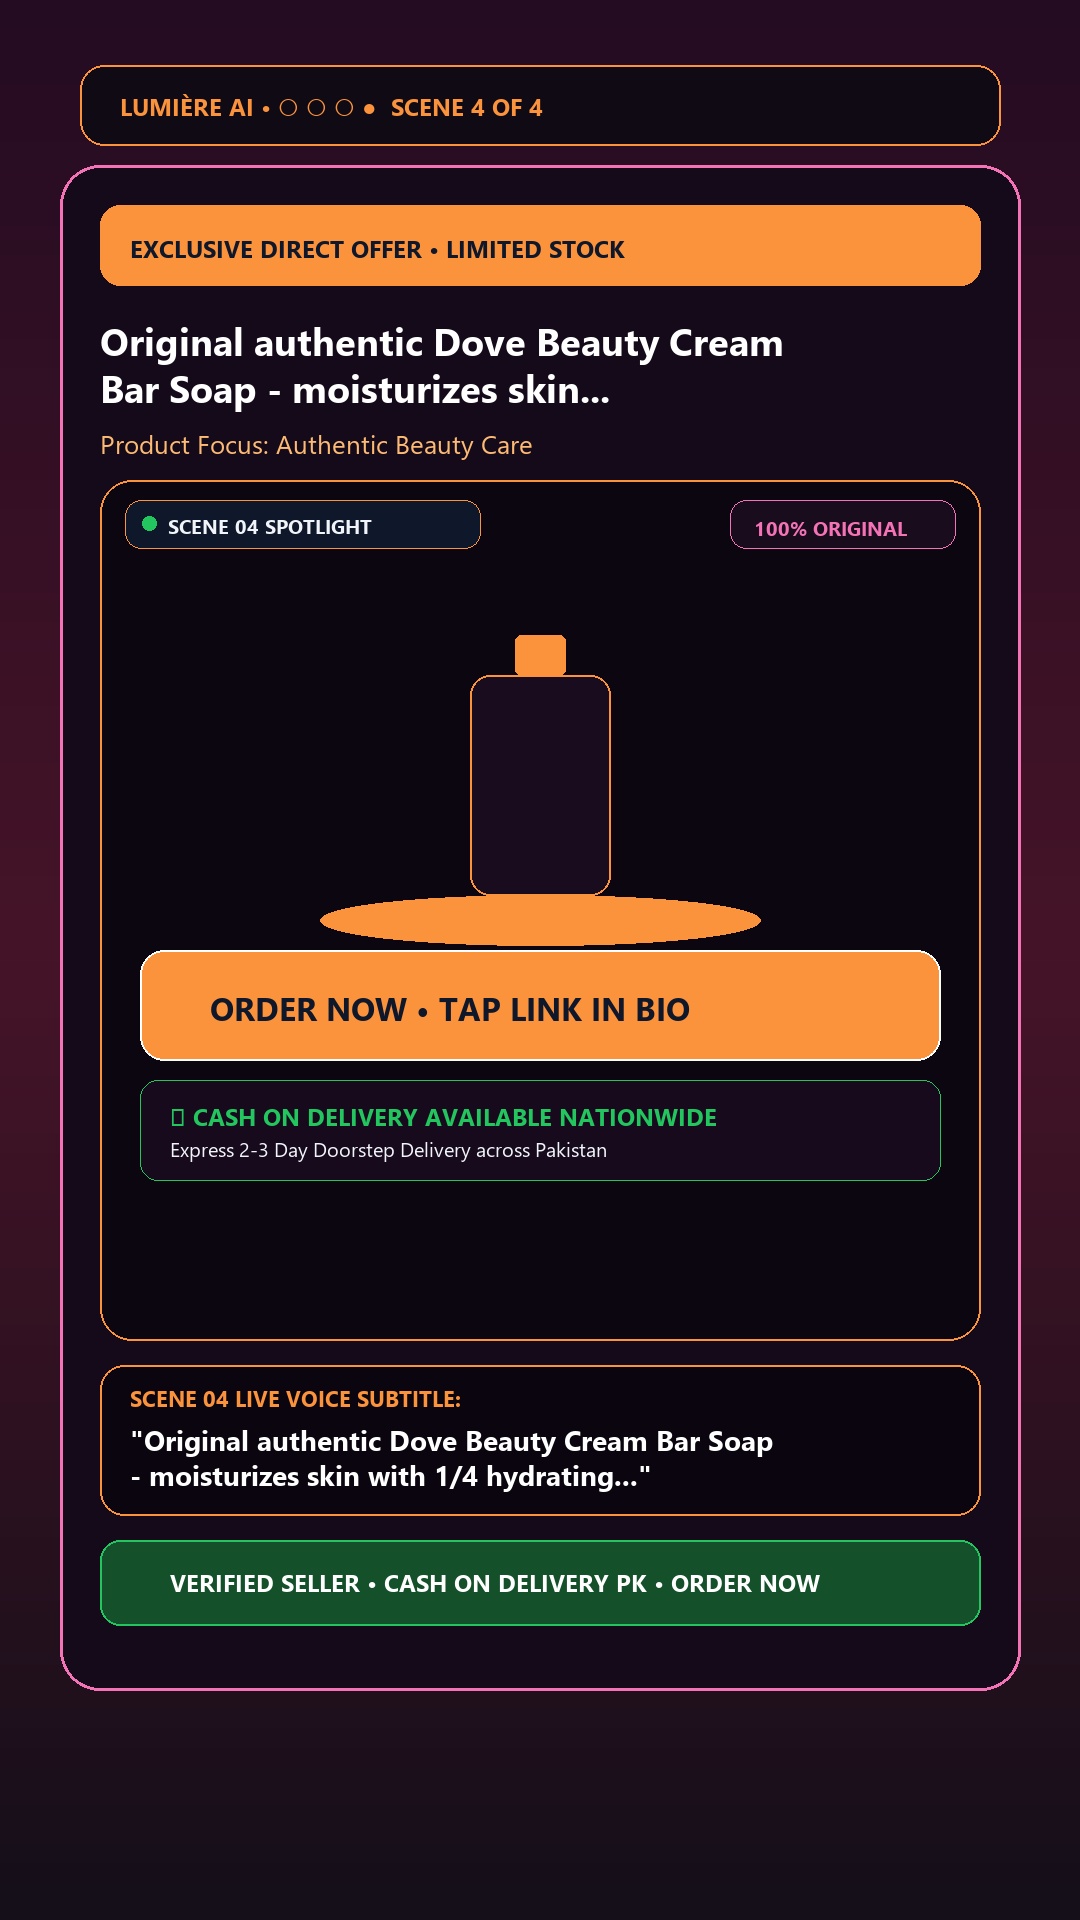 LUMIÈRE AI • ○ ○ ○ ● SCENE 4 OF 4
EXCLUSIVE DIRECT OFFER • LIMITED STOCK
Original authentic Dove Beauty Cream
Bar Soap - moisturizes skin...
Product Focus: Authentic Beauty Care
SCENE 04 SPOTLIGHT
100% ORIGINAL
ORDER NOW • TAP LINK IN BIO
CASH ON DELIVERY AVAILABLE NATIONWIDE
Express 2-3 Day Doorstep Delivery across Pakistan
SCENE 04 LIVE VOICE SUBTITLE:
"Original authentic Dove Beauty Cream Bar Soap
- moisturizes skin with 1/4 hydrating..."
VERIFIED SELLER • CASH ON DELIVERY PK • ORDER NOW